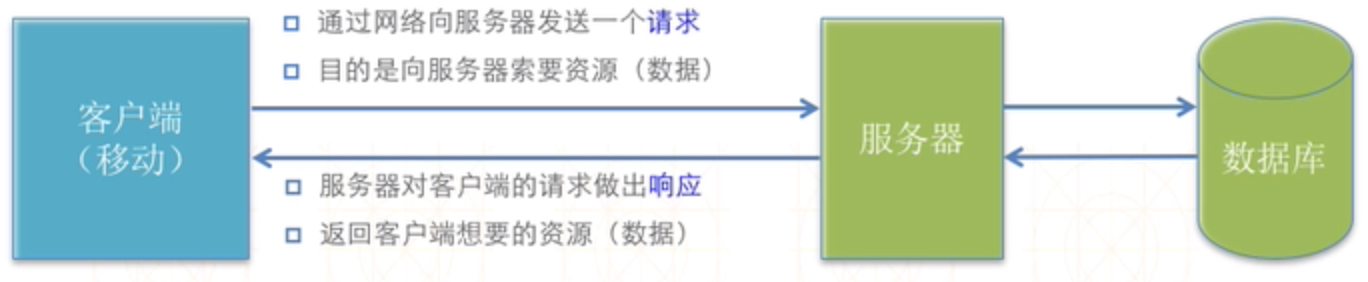 通过网络向服务器发送一个请求
目的是向服务器索要资源（数据）
客户端
（移动）
服务器
数据库
服务器对客户端的请求做出响应
返回客户端想要的资源（数据）